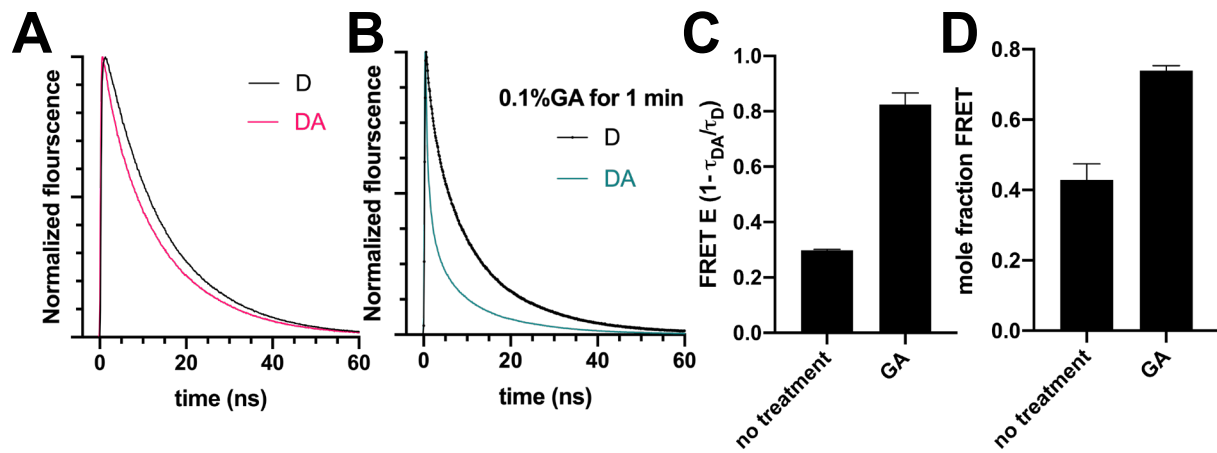 A
Normalized flourscence
D
DA
0
20
40
60
time (ns)
B
Normalized flourscence
0.1%GA for 1 min
D
DA
0
20
40
60
time (ns)
C
FRET E (1- τDA/τD)
1.0
0.8
0.6
0.4
0.2
0.0
no treatment
GA
D
mole fraction FRET
0.8
0.6
0.4
0.2
0.0
no treatment
GA